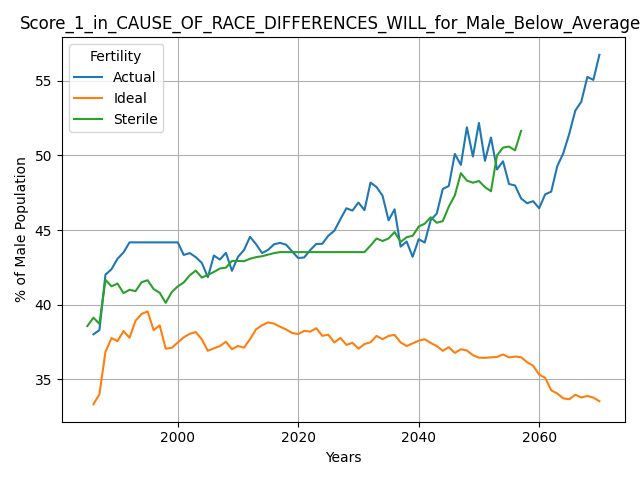 Score_1_in_CAUSE_OF_RACE_DIFFERENCES_WILL_for_Male_Below_Average
Fertility
Actual
Ideal
Sterile
% of Male Population
55
50
45
40
35
2000 2020 2040 2060
Years